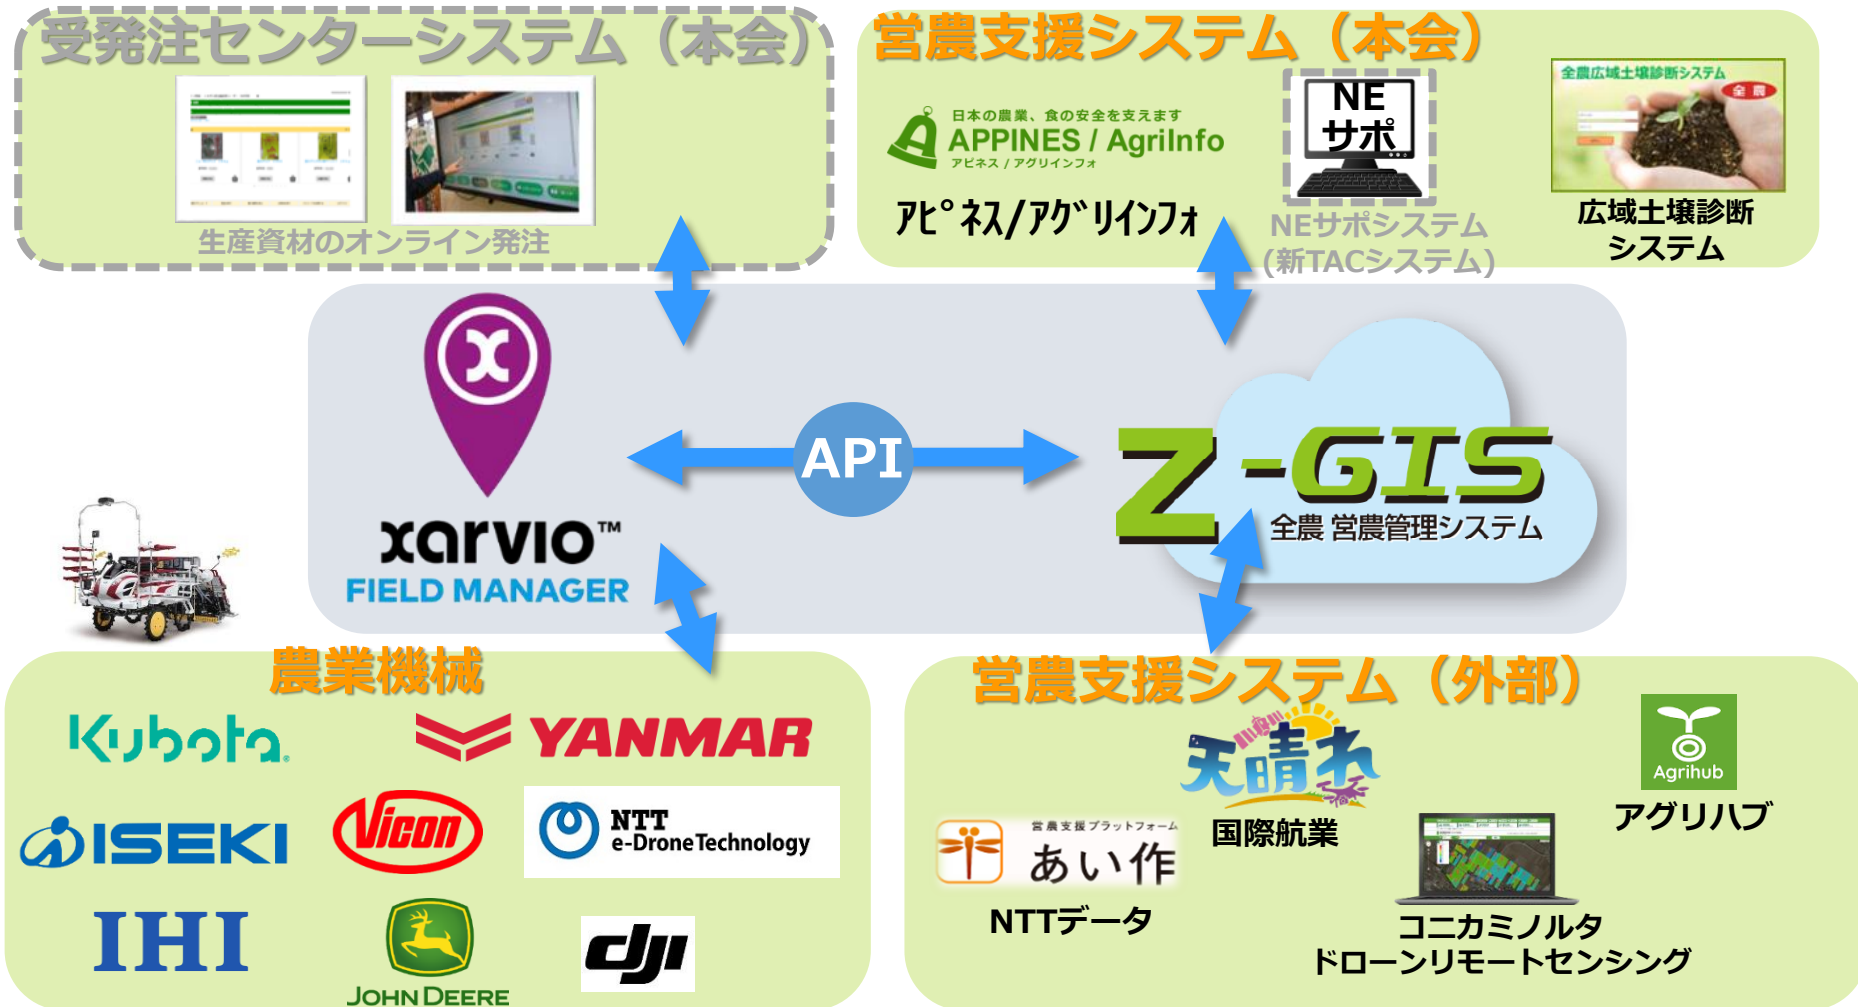 受発注センターシステム（本会）
生産資材のオンライン発注
営農支援システム（本会）
日本の農業、食の安全を支えます
APPINES / AgriInfo
アピネス / アグリインフォ
ｱﾋﾟﾈｽ/ｱｸﾞﾘｲﾝﾌｫ
NE
サポ
NEサポシステム
(新TACシステム)
全農広域土壌診断システム
全農
広域土壌診断
システム
xarvio™
FIELD MANAGER
API
Z-GIS
全農 営農管理システム
農業機械
Kubota
YANMAR
ISEKI
Vicon
NTT
e-Drone Technology
IHI
JOHN DEERE
dji
営農支援システム（外部）
天晴れ
国際航業
Agrihub
アグリハブ
営農支援プラットフォーム
あい作
NTTデータ
コニカミノルタ
ドローンリモートセンシング